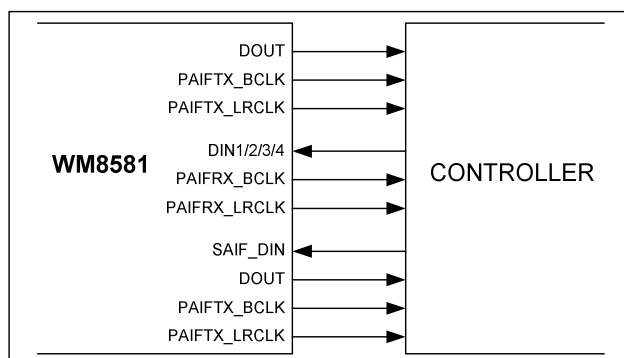 DOUT
PAIFTX_BCLK
PAIFTX_LRCLK
DIN1/2/3/4
WM8581
CONTROLLER
PAIFRX_BCLK
PAIFRX_LRCLK
SAIF_DIN
DOUT
PAIFTX_BCLK
PAIFTX_LRCLK